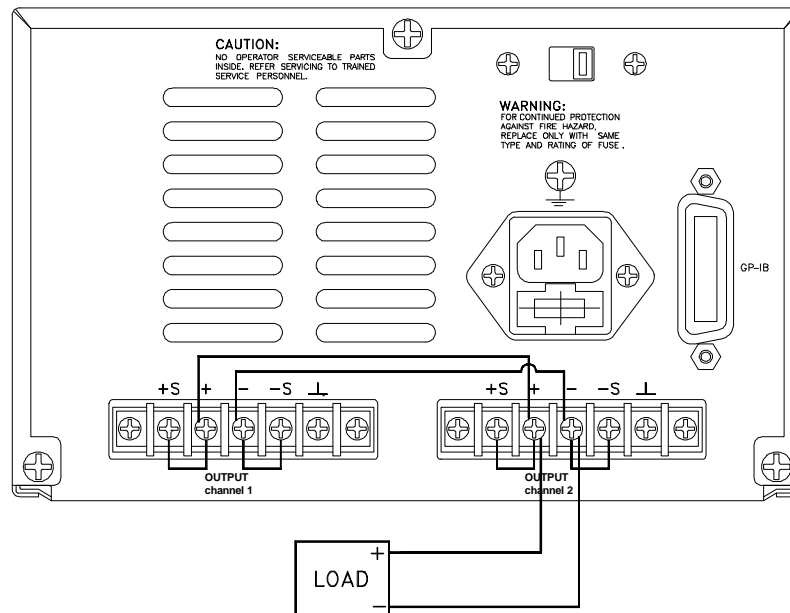 CAUTION:
NO OPERATOR SERVICEABLE PARTS
INSIDE. REFER SERVICING TO TRAINED
SERVICE PERSONNEL.
WARNING:
FOR CONTINUED PROTECTION
AGAINST FIRE HAZARD,
REPLACE ONLY WITH SAME
TYPE AND RATING OF FUSE.
GP-IB
+S + - -S
+S + - -S
OUTPUT
channel 1
OUTPUT
channel 2
LOAD
+
-